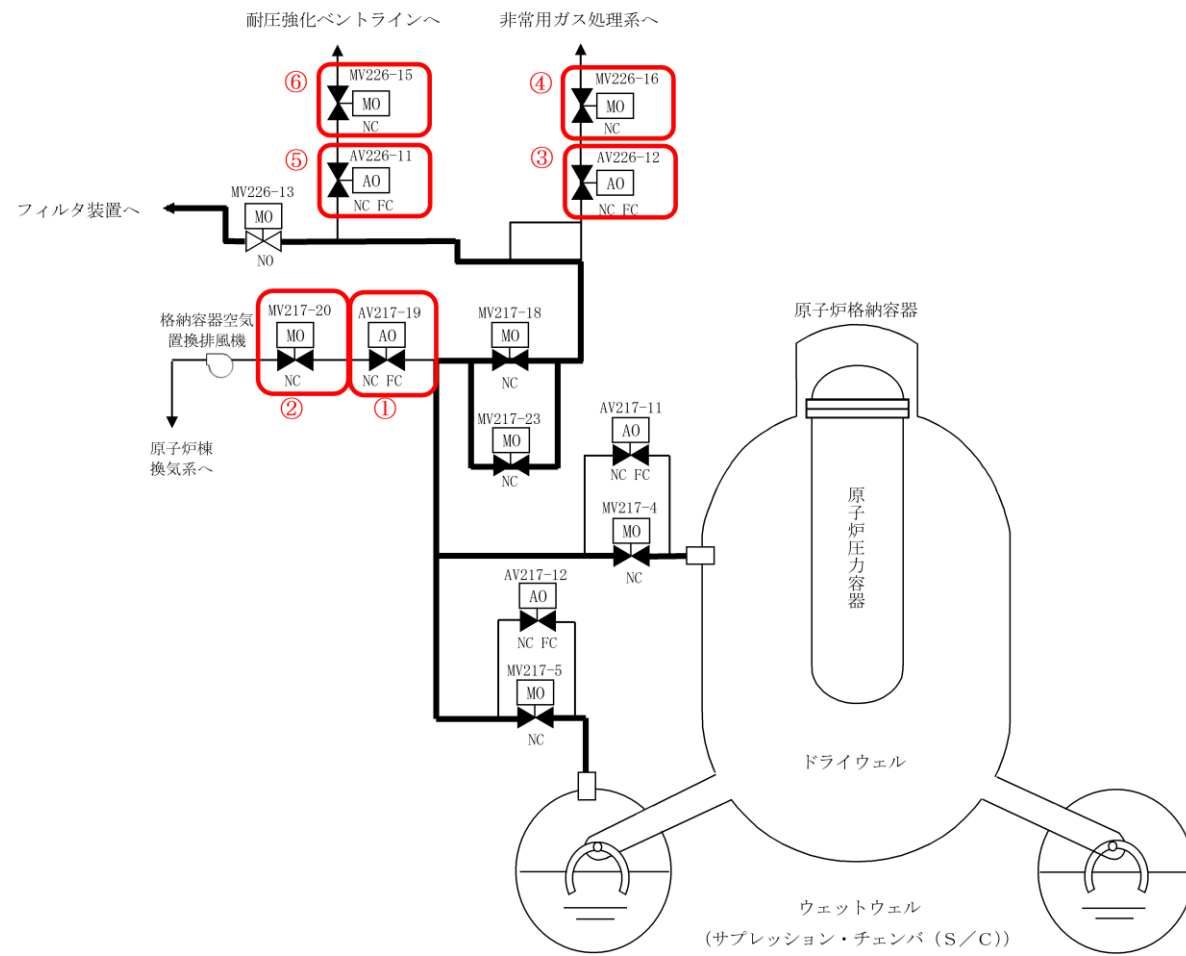 耐圧強化ベントラインへ
非常用ガス処理系へ
⑥
MV226-15
MO
NC
④
MV226-16
MO
NC
⑤
AV226-11
AO
NC FC
③
AV226-12
AO
NC FC
フィルタ装置へ
MV226-13
MO
NO
格納容器空気
置換排風機
MV217-20
MO
NC
②
AV217-19
AO
NC FC
①
MV217-18
MO
NC
MV217-23
MO
NC
原子炉棟
換気系へ
AV217-11
AO
NC FC
MV217-4
MO
NC
AV217-12
AO
NC FC
MV217-5
MO
NC
原子炉格納容器
原子炉圧力容器
ドライウェル
ウェットウェル
(サプレッション・チェンバ(S/C))